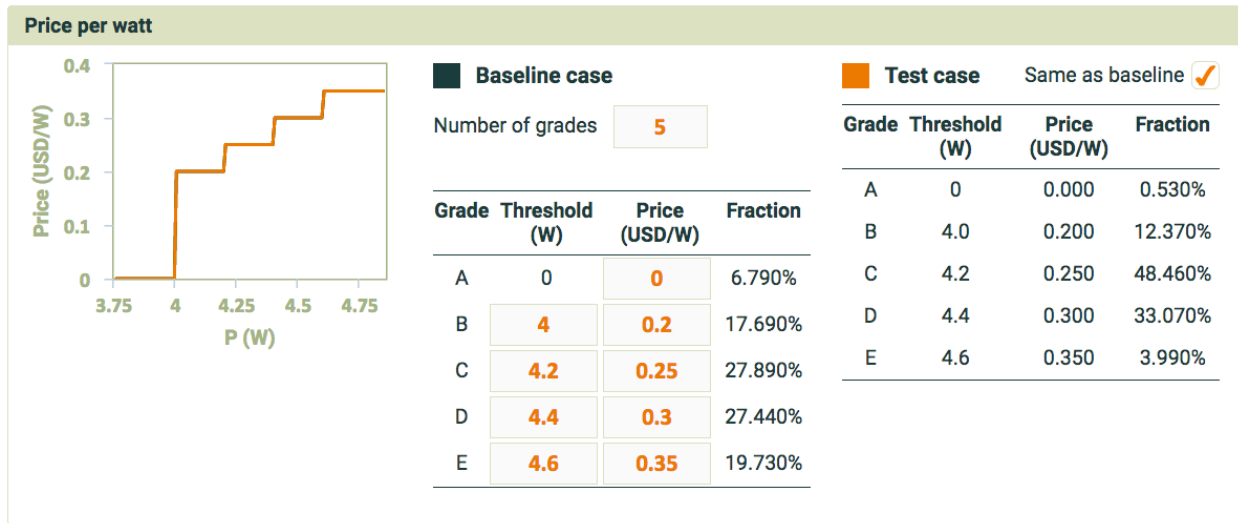 Price per watt
0.4
0.3
0.2
0.1
0
Price (USD/W)
3.75 4 4.25 4.5 4.75
P (W)
Baseline case
Number of grades 5
Grade Threshold (W) Price (USD/W) Fraction
A 0 0 6.790%
B 4 0.2 17.690%
C 4.2 0.25 27.890%
D 4.4 0.3 27.440%
E 4.6 0.35 19.730%
Test case Same as baseline
Grade Threshold (W) Price (USD/W) Fraction
A 0 0.000 0.530%
B 4.0 0.200 12.370%
C 4.2 0.250 48.460%
D 4.4 0.300 33.070%
E 4.6 0.350 3.990%